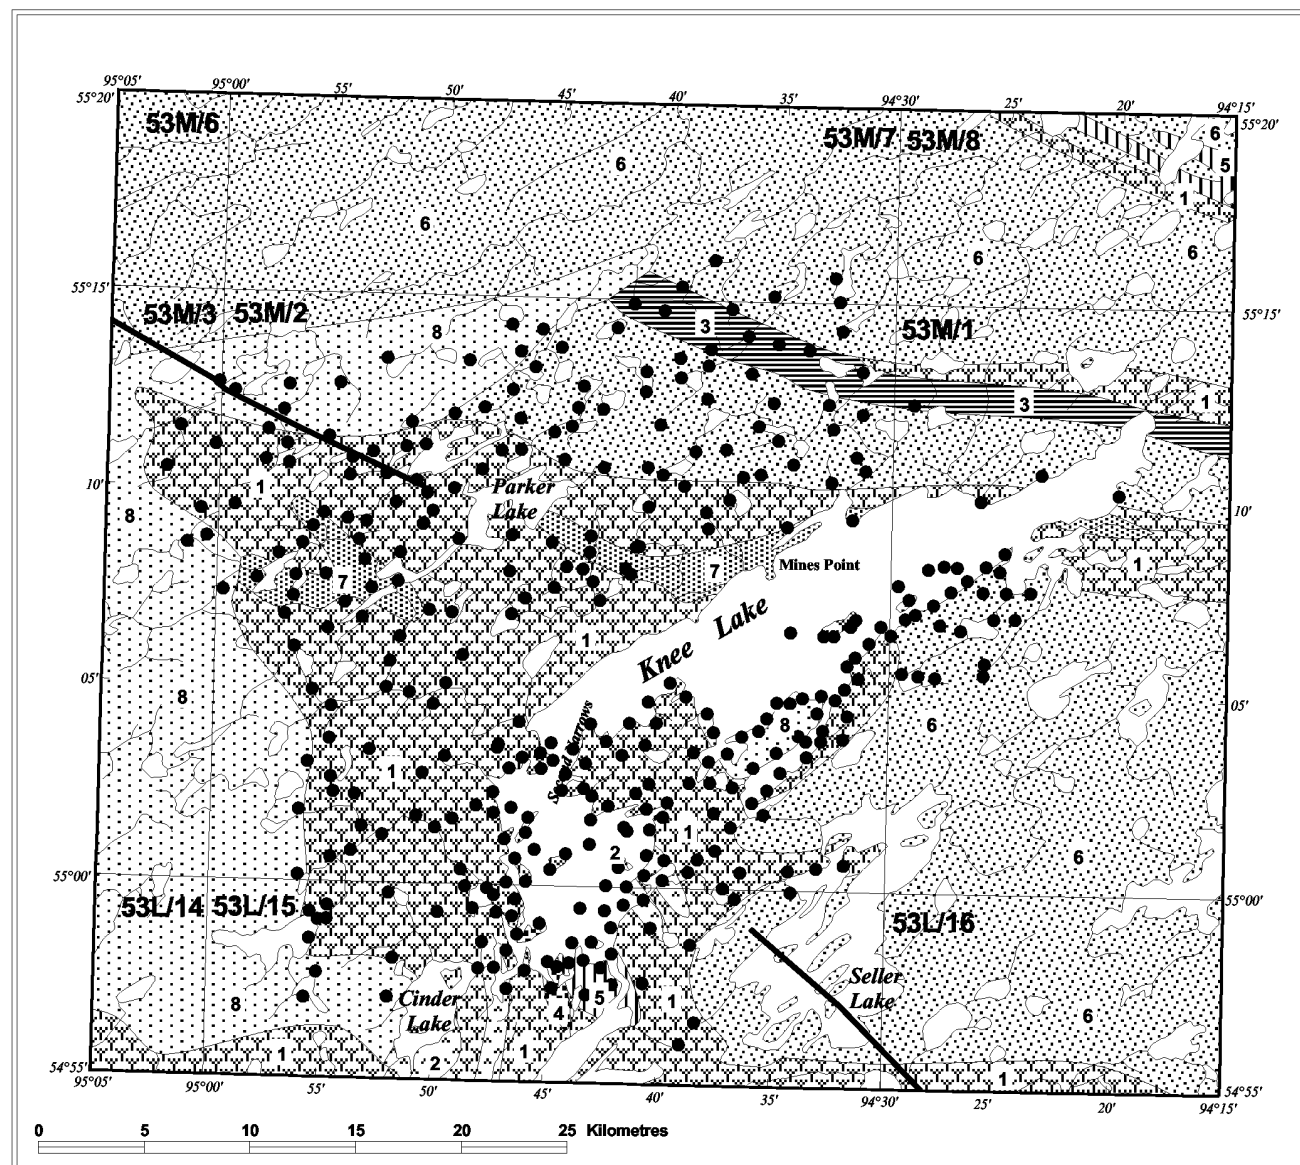 95°05' 95°00' 55' 50' 45' 40' 35' 94°30' 25' 20' 94°15'
55°20' 55°20'
53M/6 53M/7 53M/8
6
6 5
1
6
6 6
6
55°15' 55°15'
53M/3 53M/2
8
3
53M/1
3 1
10' 10'
1
Parker
Lake
8
7 7
Mines Point
1
Knee Lake
1
05' 05'
8
8
6
1
Second Narrows
1
2
6
55°00' 55°00'
53L/14 53L/15
53L/16
Seller
Lake
8
Cinder
Lake
4 5 1
6
1
2 1
1
54°55' 54°55'
95°05' 95°00' 55' 50' 45' 40' 35' 94°30' 25' 20' 94°15'
0 5 10 15 20 25 Kilometres